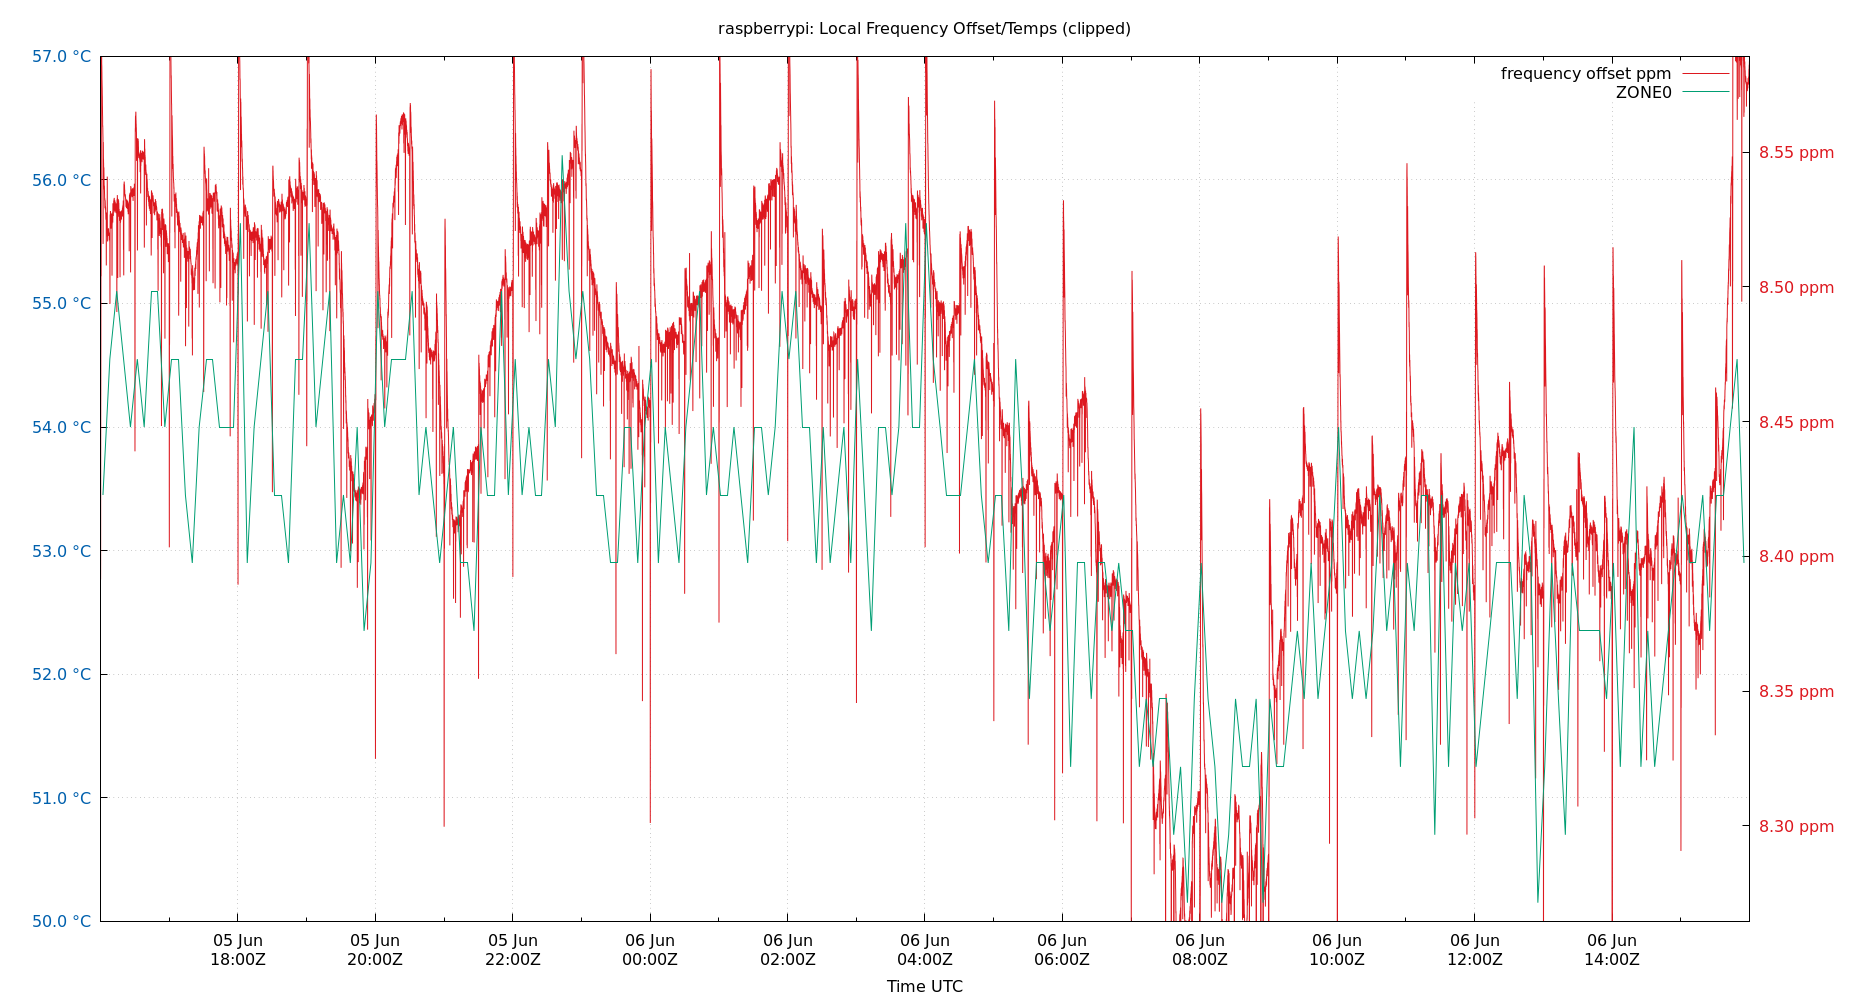 raspberrypi: Local Frequency Offset/Temps (clipped)
frequency offset ppm
ZONE0
57.0 °C
56.0 °C
55.0 °C
54.0 °C
53.0 °C
52.0 °C
51.0 °C
50.0 °C
8.55 ppm
8.50 ppm
8.45 ppm
8.40 ppm
8.35 ppm
8.30 ppm
05 Jun
18:00Z
05 Jun
20:00Z
05 Jun
22:00Z
06 Jun
00:00Z
06 Jun
02:00Z
06 Jun
04:00Z
06 Jun
06:00Z
06 Jun
08:00Z
06 Jun
10:00Z
06 Jun
12:00Z
06 Jun
14:00Z
Time UTC